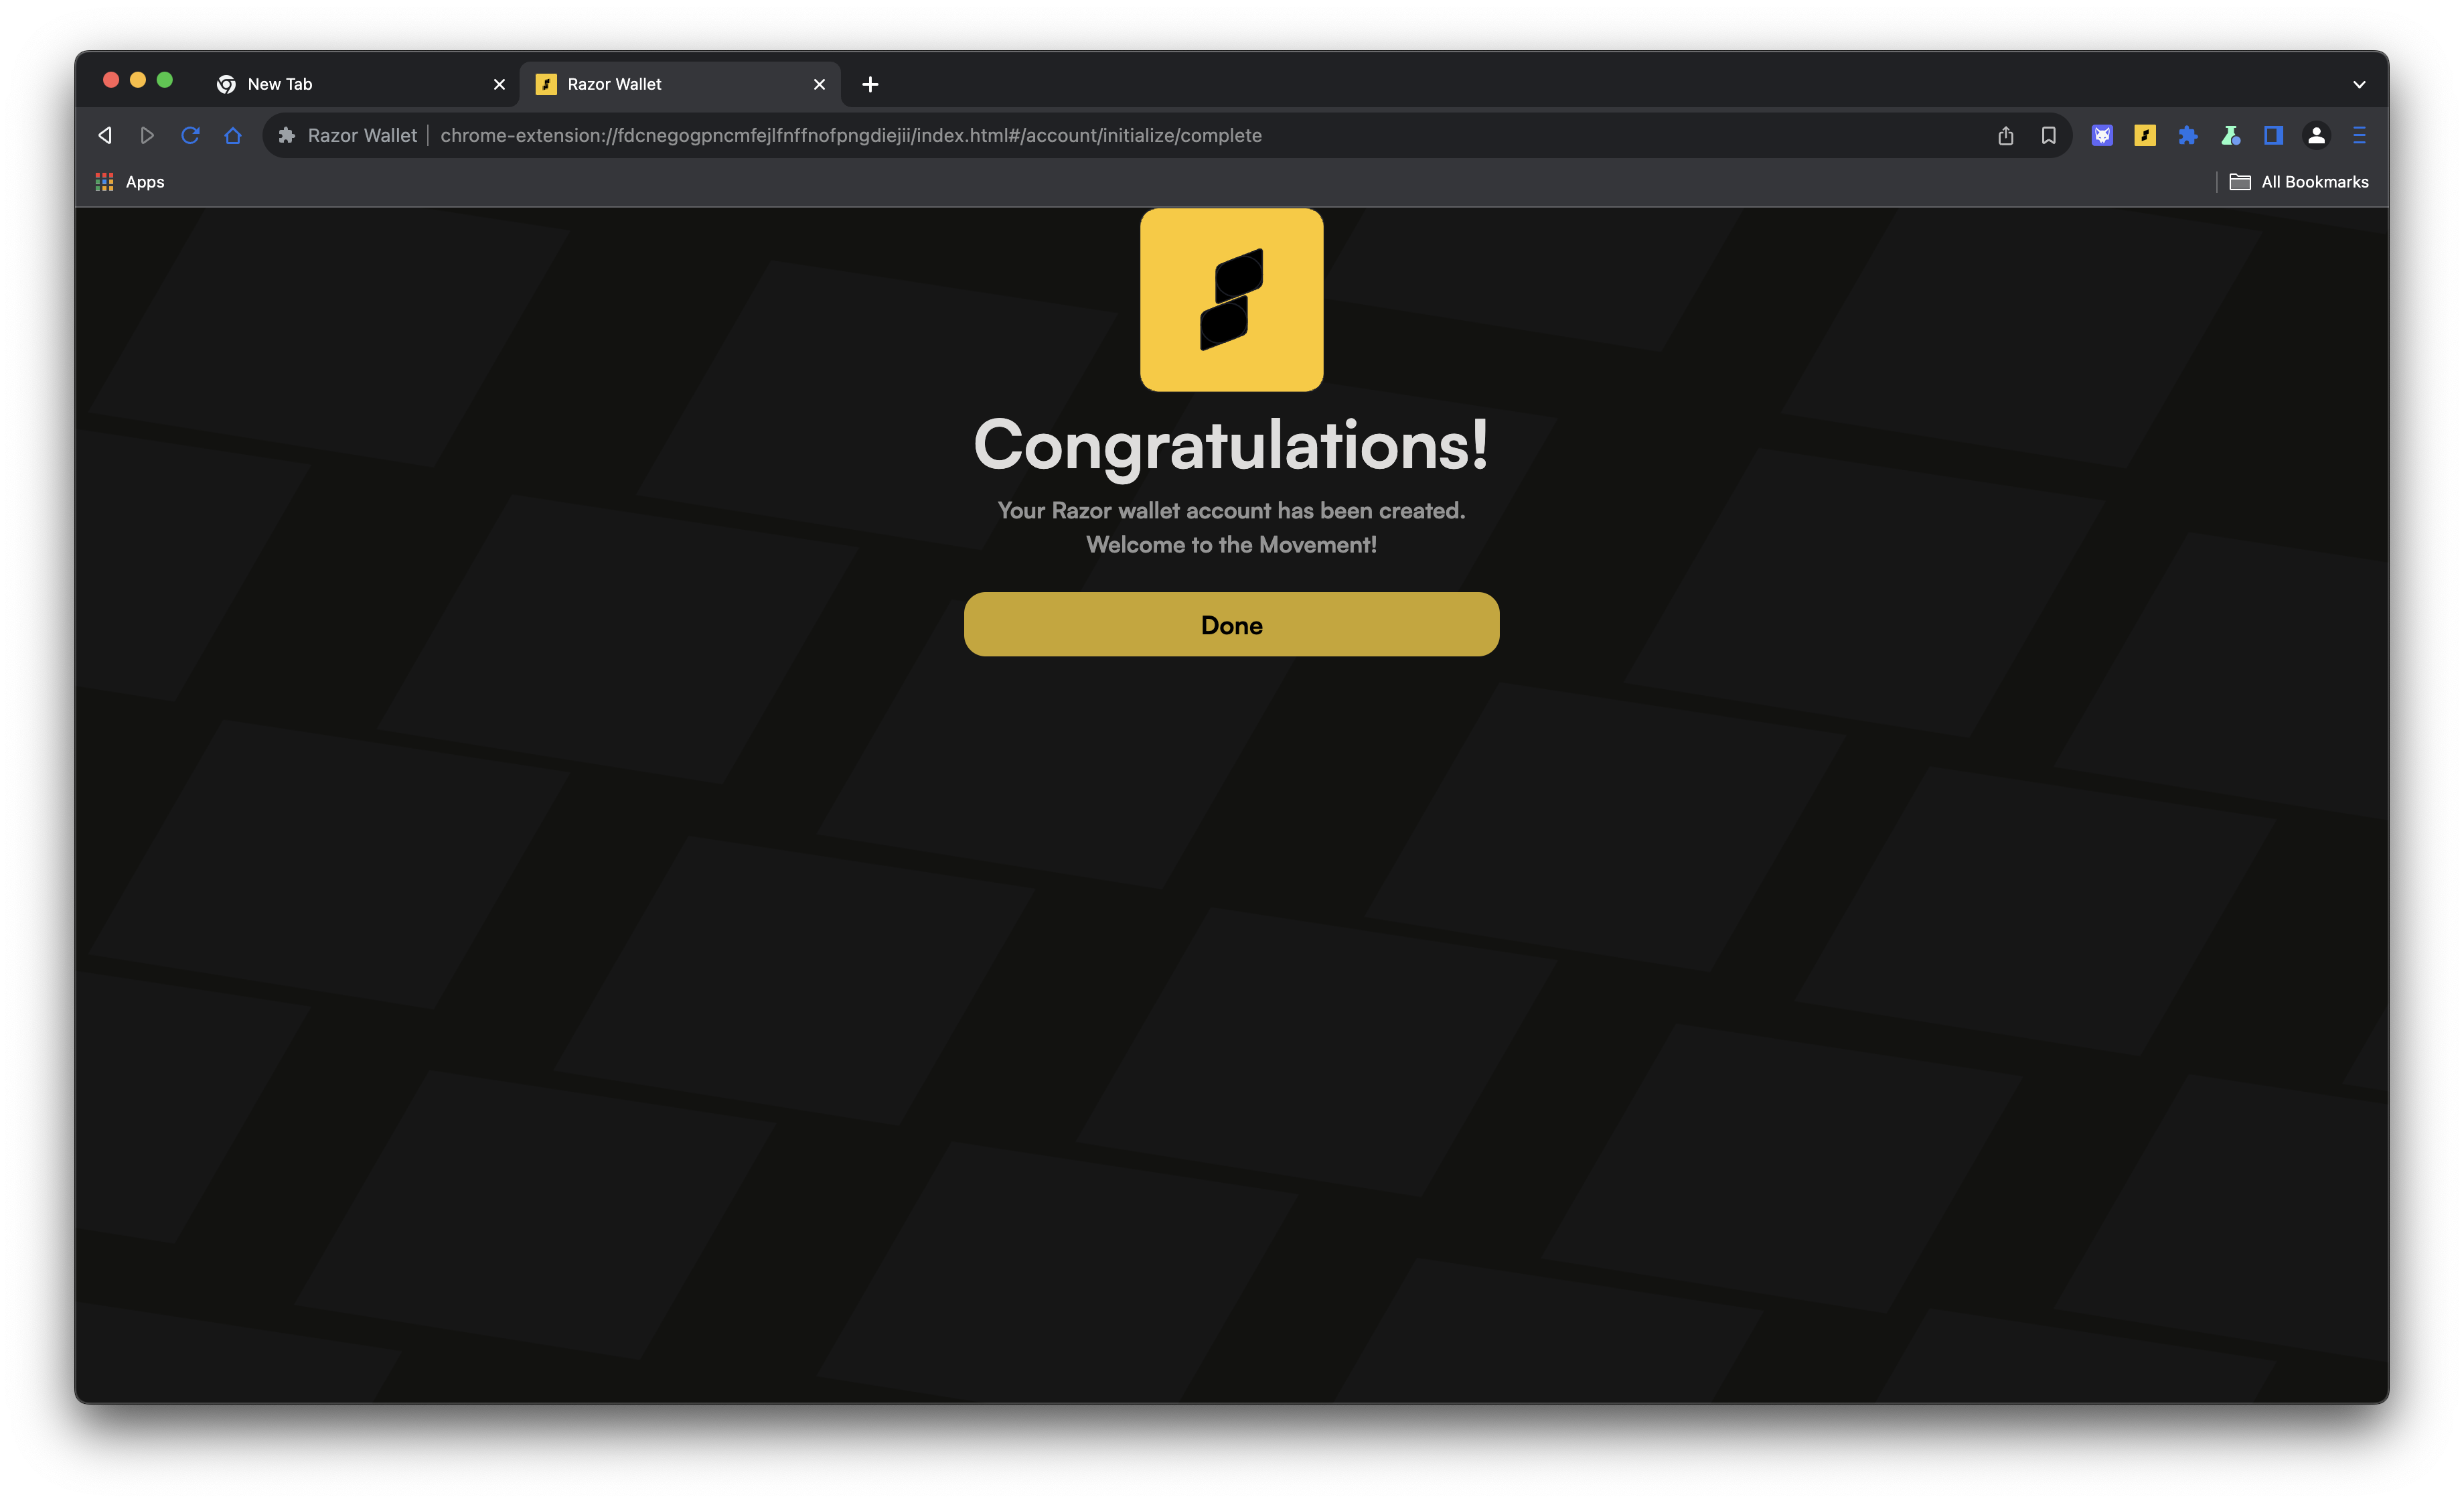 New Tab
Razor Wallet
Razor Wallet
chrome-extension://fdcnegogpncmfejlfnffnofpngdiejii/index.html#/account/initialize/complete
Apps
All Bookmarks
Congratulations!
Your Razor wallet account has been created.
Welcome to the Movement!
Done